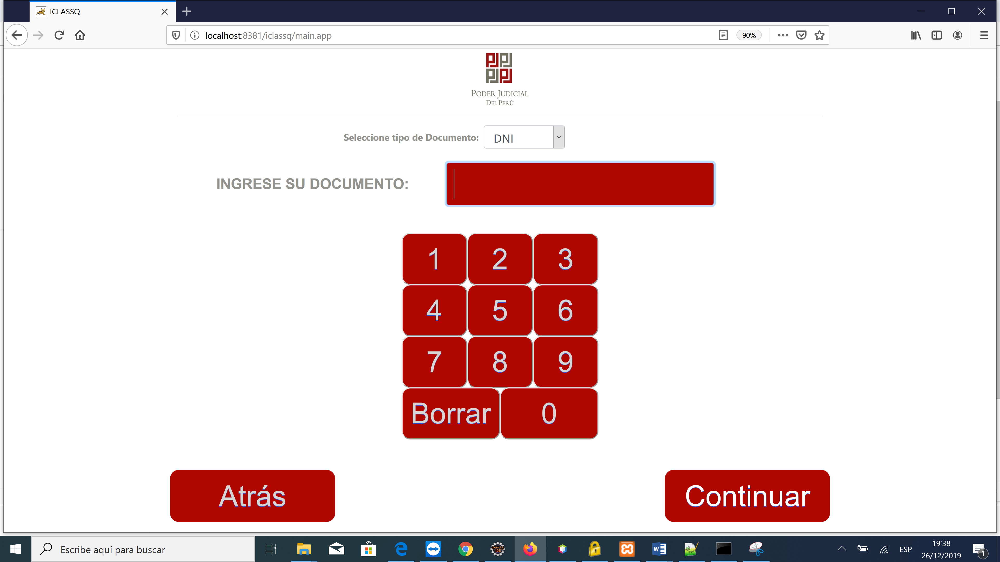 ICLASSQ
localhost:8381/iclassq/main.app
90%
PODER JUDICIAL
DEL PERÚ
Seleccione tipo de Documento:
DNI
INGRESE SU DOCUMENTO:
1 2 3
4 5 6
7 8 9
Borrar 0
Atrás
Continuar
Escribe aquí para buscar
ESP
19:38
26/12/2019
1